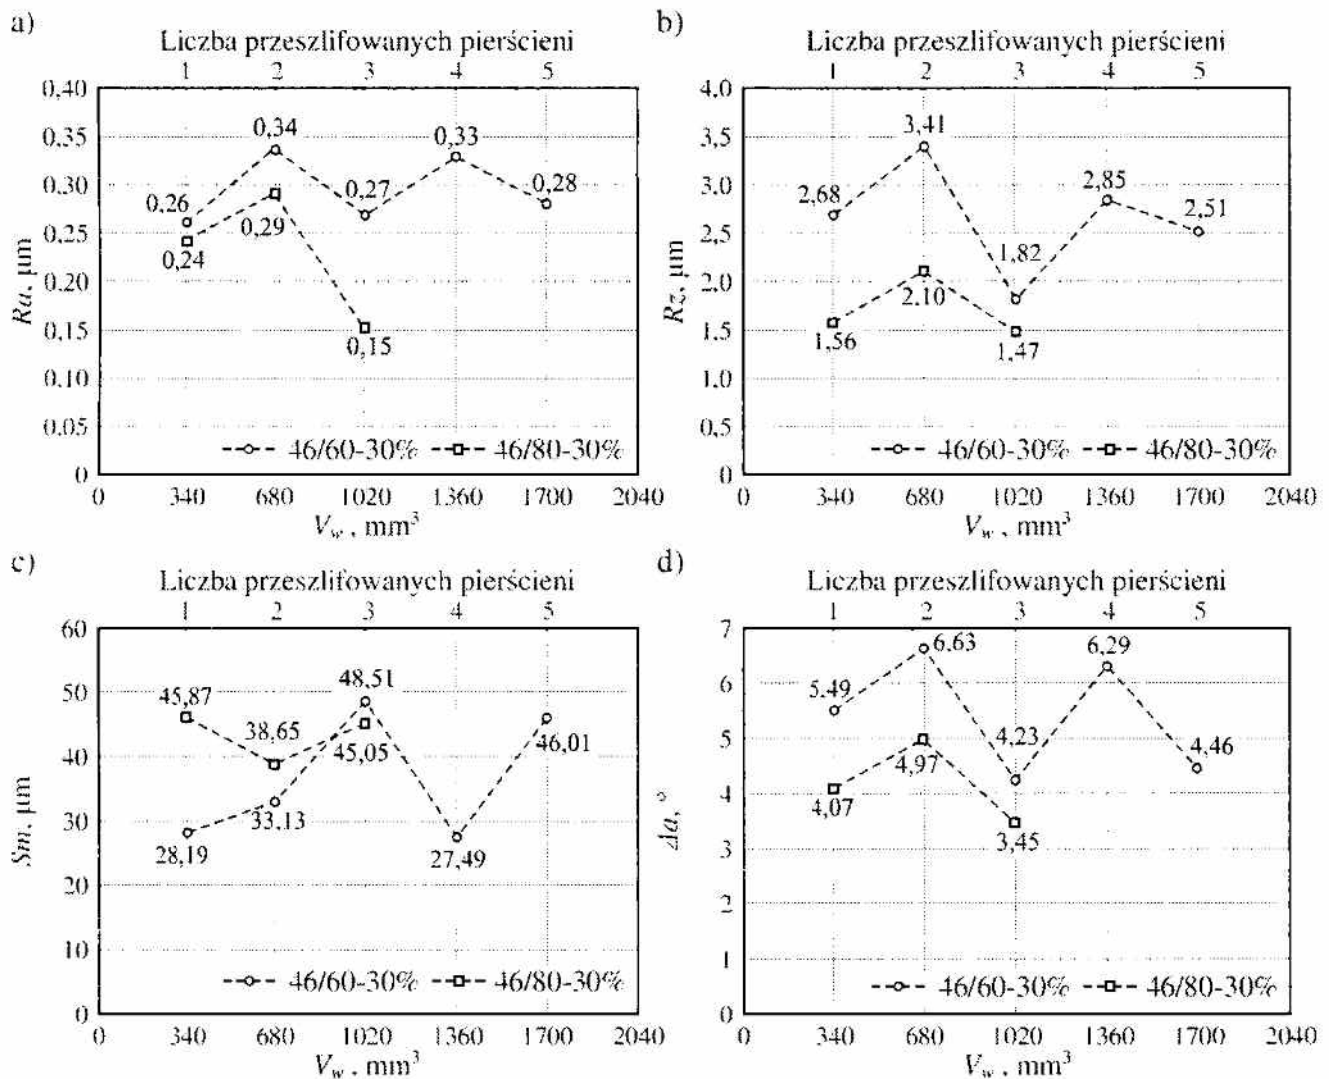 a)
Liczba przeszlifowanych pierścieni
1 2 3 4 5
0,40
0,35
0,30
0,25
0,20
0,15
0,10
0,05
0
Ra, μm
0,34
0,33
0,27
0,28
0,26
0,29
0,24
0,15
46/60-30% 46/80-30%
0 340 680 1020 1360 1700 2040
V_w, mm³
b)
Liczba przeszlifowanych pierścieni
1 2 3 4 5
4,0
3,5
3,0
2,5
2,0
1,5
1,0
0,5
0
Rz, μm
3,41
2,85
2,68
2,51
1,82
2,10
1,56
1,47
46/60-30% 46/80-30%
0 340 680 1020 1360 1700 2040
V_w, mm³
c)
Liczba przeszlifowanych pierścieni
1 2 3 4 5
60
50
40
30
20
10
0
Sm, μm
48,51
45,87
38,65
45,05
46,01
33,13
28,19
27,49
46/60-30% 46/80-30%
0 340 680 1020 1360 1700 2040
V_w, mm³
d)
Liczba przeszlifowanych pierścieni
1 2 3 4 5
7
6
5
4
3
2
1
0
Δa, °
6,63
6,29
5,49
4,23
4,46
4,97
4,07
3,45
46/60-30% 46/80-30%
0 340 680 1020 1360 1700 2040
V_w, mm³